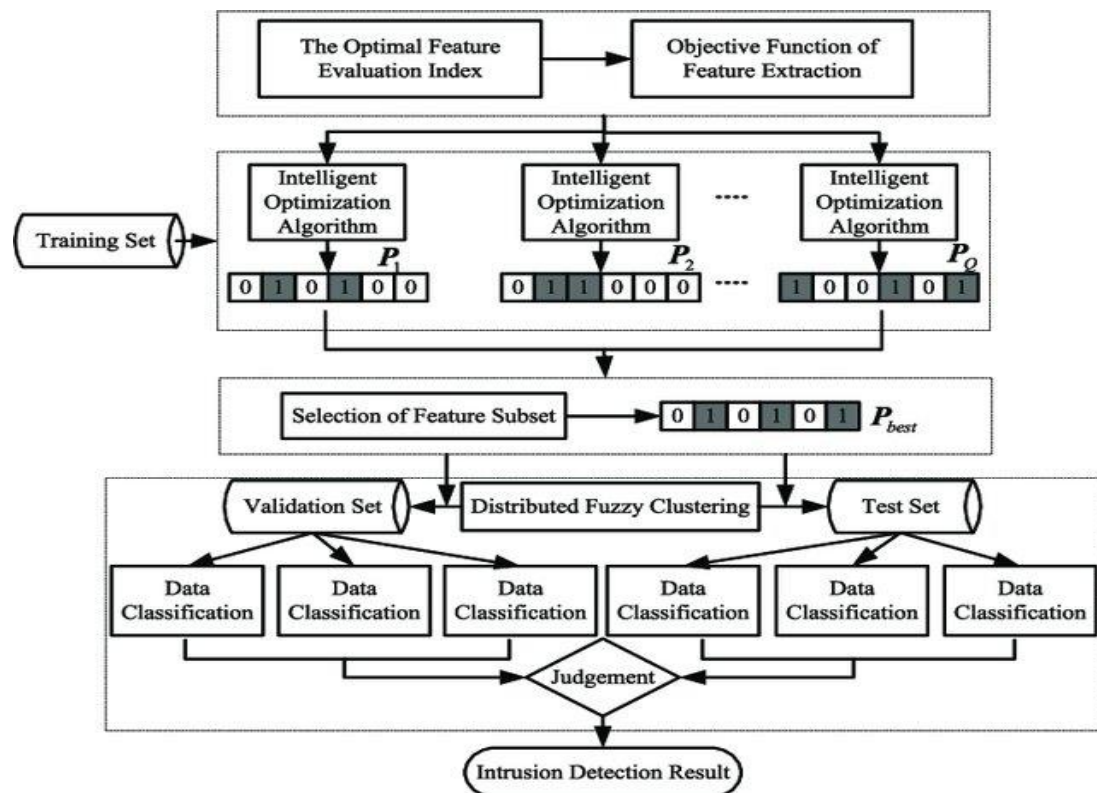 The Optimal Feature
Evaluation Index
Objective Function of
Feature Extraction
Training Set
Intelligent
Optimization
Algorithm
Intelligent
Optimization
Algorithm
....
Intelligent
Optimization
Algorithm
P1
P2
PQ
0 1 0 1 0 0
0 1 1 0 0 0
....
1 0 0 1 0 1
Selection of Feature Subset
0 1 0 1 0 1
Pbest
Validation Set
Distributed Fuzzy Clustering
Test Set
Data
Classification
Data
Classification
Data
Classification
Data
Classification
Data
Classification
Data
Classification
Judgement
Intrusion Detection Result